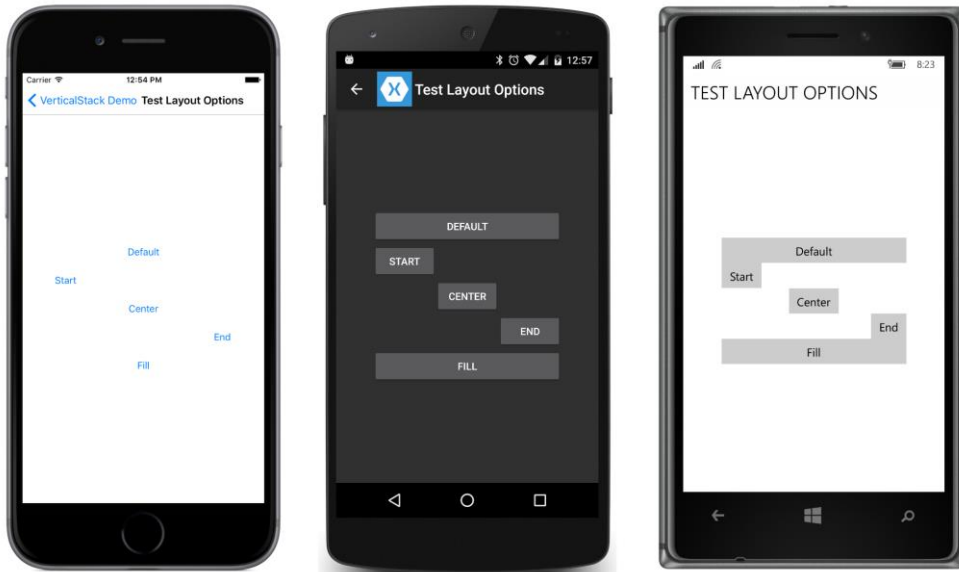 Carrier 12:54 PM
VerticalStack Demo Test Layout Options
Default
Start
Center
End
Fill
12:57
Test Layout Options
DEFAULT
START
CENTER
END
FILL
8:23
TEST LAYOUT OPTIONS
Default
Start
Center
End
Fill